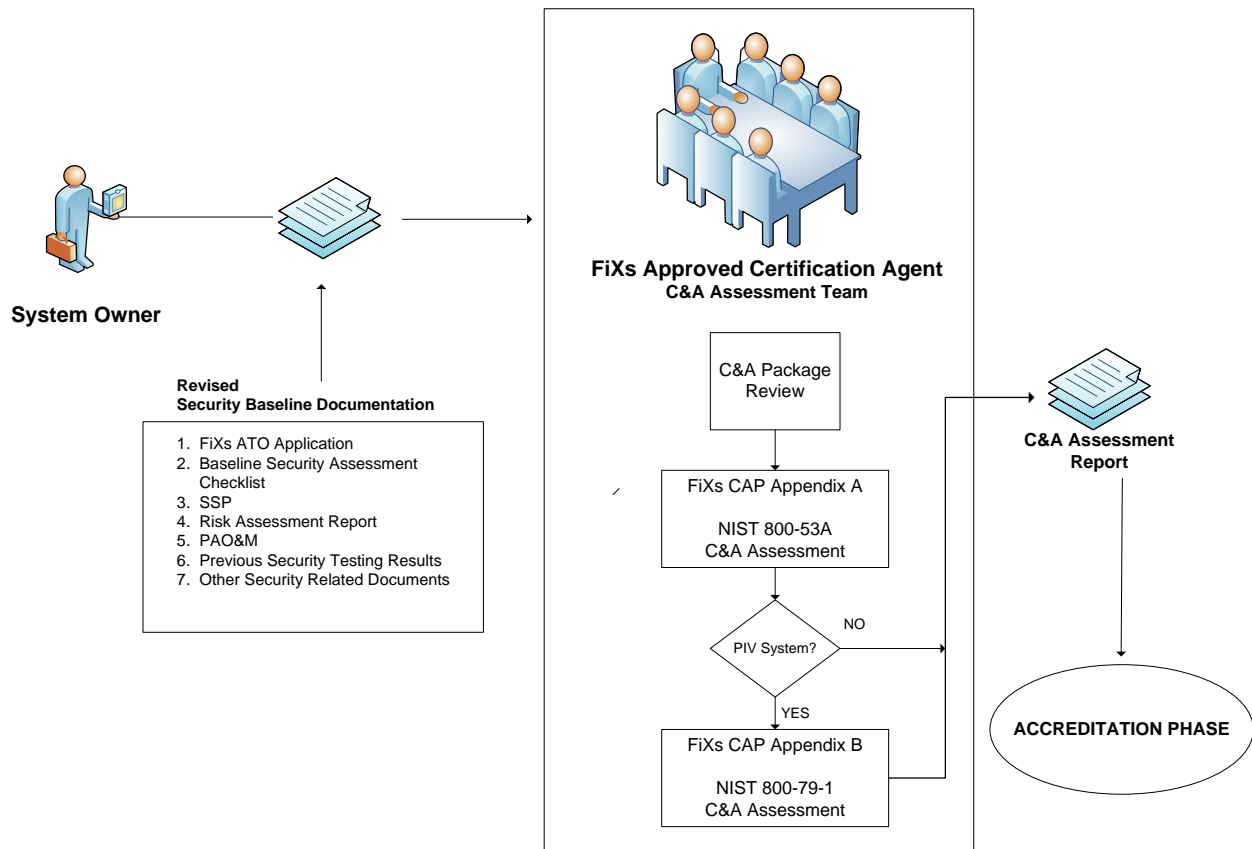 System Owner
Revised
Security Baseline Documentation
1. FiXs ATO Application
2. Baseline Security Assessment
Checklist
3. SSP
4. Risk Assessment Report
5. PAO&M
6. Previous Security Testing Results
7. Other Security Related Documents
FiXs Approved Certification Agent
C&A Assessment Team
C&A Package
Review
FiXs CAP Appendix A
NIST 800-53A
C&A Assessment
PIV System?
NO
YES
FiXs CAP Appendix B
NIST 800-79-1
C&A Assessment
C&A Assessment
Report
ACCREDITATION PHASE